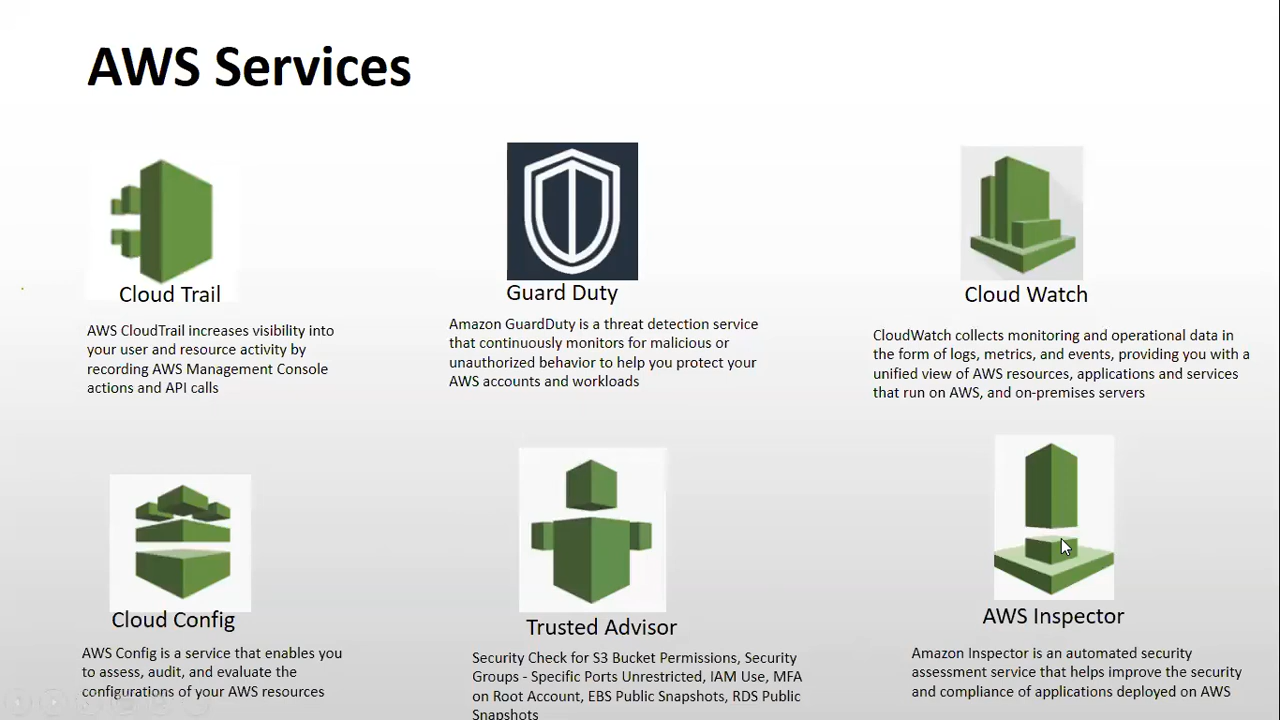 AWS Services
Cloud Trail
AWS CloudTrail increases visibility into
your user and resource activity by
recording AWS Management Console
actions and API calls
Guard Duty
Amazon GuardDuty is a threat detection service
that continuously monitors for malicious or
unauthorized behavior to help you protect your
AWS accounts and workloads
Cloud Watch
CloudWatch collects monitoring and operational data in
the form of logs, metrics, and events, providing you with a
unified view of AWS resources, applications and services
that run on AWS, and on-premises servers
Cloud Config
AWS Config is a service that enables you
to assess, audit, and evaluate the
configurations of your AWS resources
Trusted Advisor
Security Check for S3 Bucket Permissions, Security
Groups - Specific Ports Unrestricted, IAM Use, MFA
on Root Account, EBS Public Snapshots, RDS Public
Snapshots
AWS Inspector
Amazon Inspector is an automated security
assessment service that helps improve the security
and compliance of applications deployed on AWS